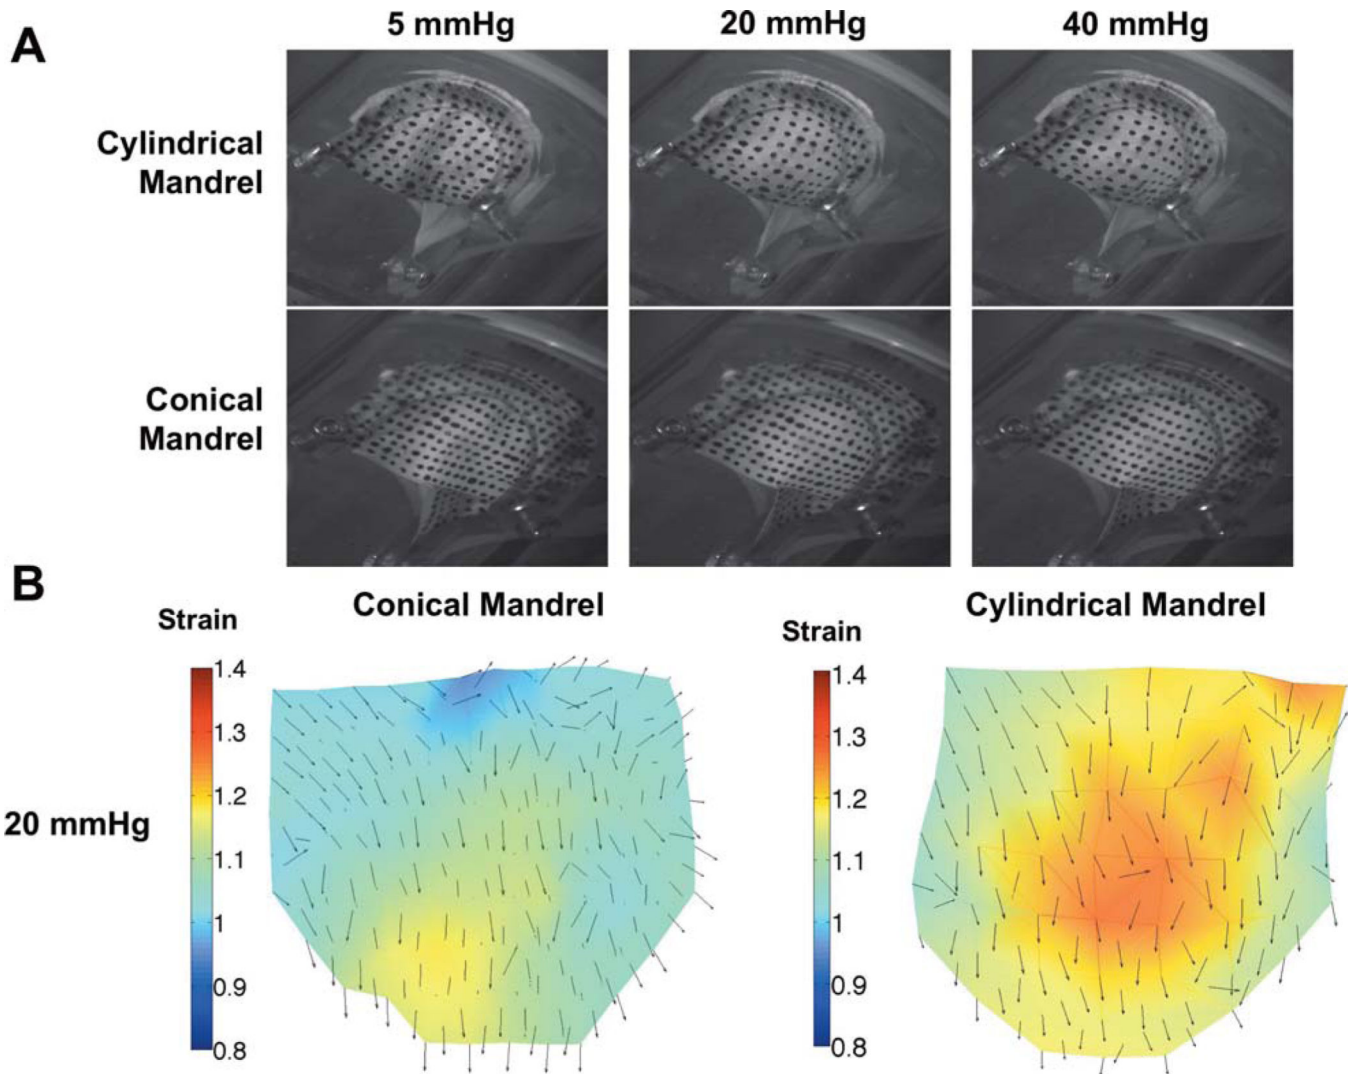 A
5 mmHg
20 mmHg
40 mmHg
Cylindrical
Mandrel
Conical
Mandrel
B
Conical Mandrel
Cylindrical Mandrel
Strain
1.4
1.3
1.2
1.1
1
0.9
0.8
Strain
1.4
1.3
1.2
1.1
1
0.9
0.8
20 mmHg